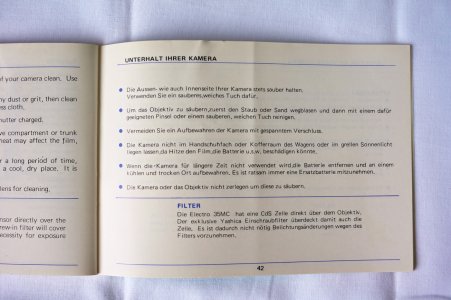 of your camera clean. Use
ny dust or grit, then clean
ess cloth.
hutter charged.
ve compartment or trunk
heat may affect the film,
r a long period of time,
a cool, dry place. It is
lens for cleaning.
nsor directly over the
rew-in filter will cover
ecessity for exposure
UNTERHALT IHRER KAMERA
Die Aussen- wie auch Innenseite Ihrer Kamera stets sauber halten.
Verwenden Sie ein sauberes,weiches Tuch dafür.
Um das Objektiv zu säubern,zuerst den Staub oder Sand wegblasen und dann mit einem dafür
geeigneten Pinsel oder einem sauberen, weichen Tuch reinigen.
Vermeiden Sie ein Aufbewahren der Kamera mit gespanntem Verschluss.
Die Kamera nicht im Handschuhfach oder Kofferraum des Wagens oder im grellen Sonnenlicht
liegen lassen,da Hitze den Film,die Batterie u.s.w. beschädigen könnte.
Wenn die Kamera für längere Zeit nicht verwendet wird,die Batterie entfernen und an einem
kühlen und trocken Ort aufbewahren. Es ist ratsam immer eine Ersatzbatterie mitzunehmen.
Die Kamera oder das Objektiv nicht zerlegen um diese zu säubern.
FILTER
Die Electro 35MC hat eine CdS Zelle direkt über dem Objektiv.
Der exclusive Yashica Einschraubfilter überdeckt damit auch die
Zelle. Es ist dadurch nicht nötig Belichtungsänderungen wegen des
Filters vorzunehmen.
42